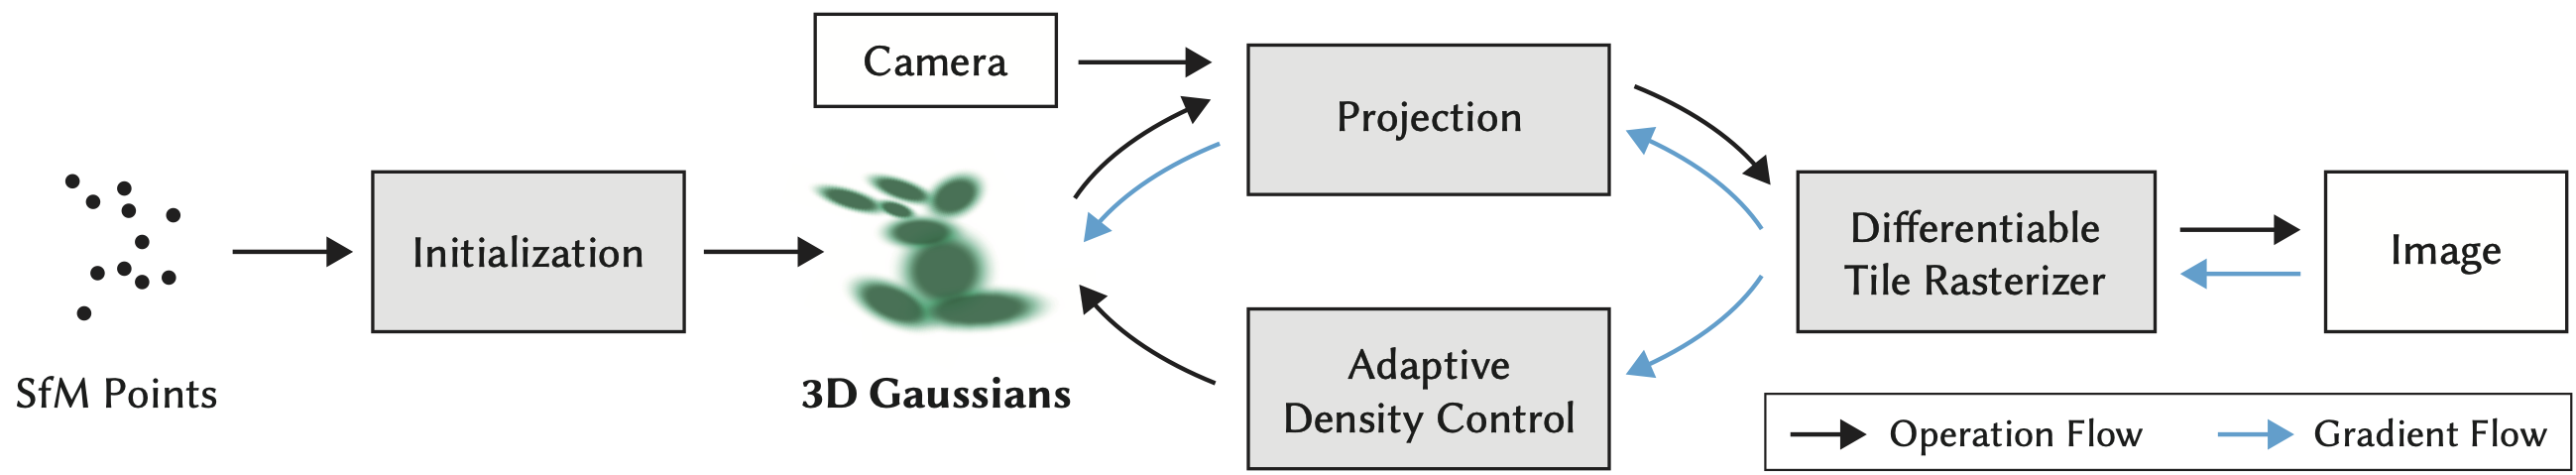 Camera
Projection
Initialization
Differentiable
Tile Rasterizer
Image
SfM Points
3D Gaussians
Adaptive
Density Control
Operation Flow
Gradient Flow